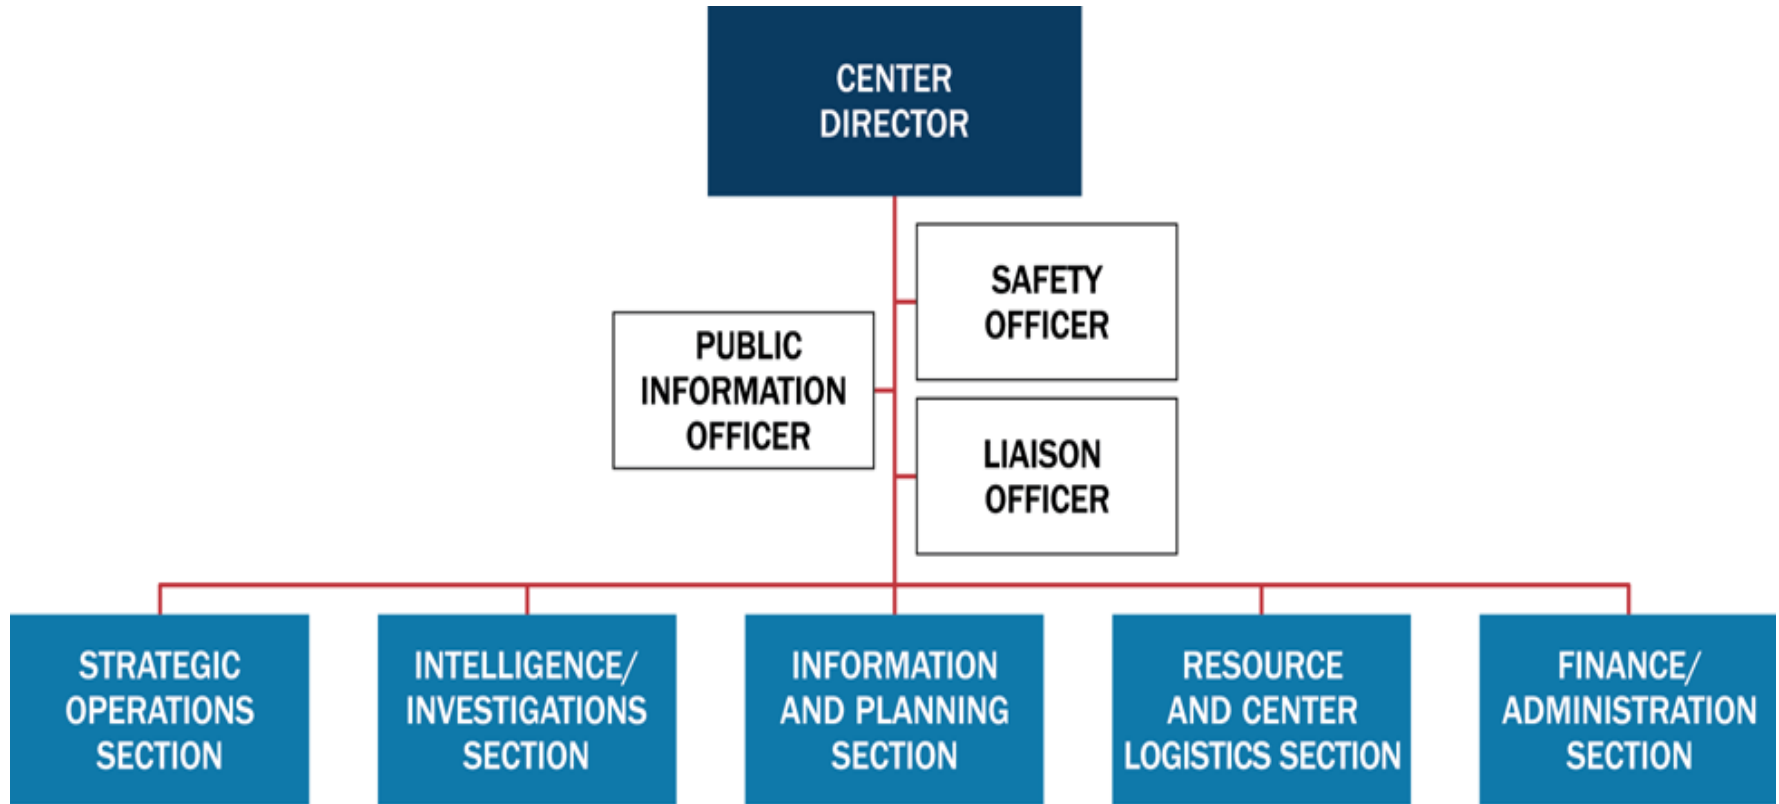 CENTER
DIRECTOR
SAFETY
OFFICER
PUBLIC
INFORMATION
OFFICER
LIAISON
OFFICER
STRATEGIC
OPERATIONS
SECTION
INTELLIGENCE/
INVESTIGATIONS
SECTION
INFORMATION
AND PLANNING
SECTION
RESOURCE
AND CENTER
LOGISTICS SECTION
FINANCE/
ADMINISTRATION
SECTION